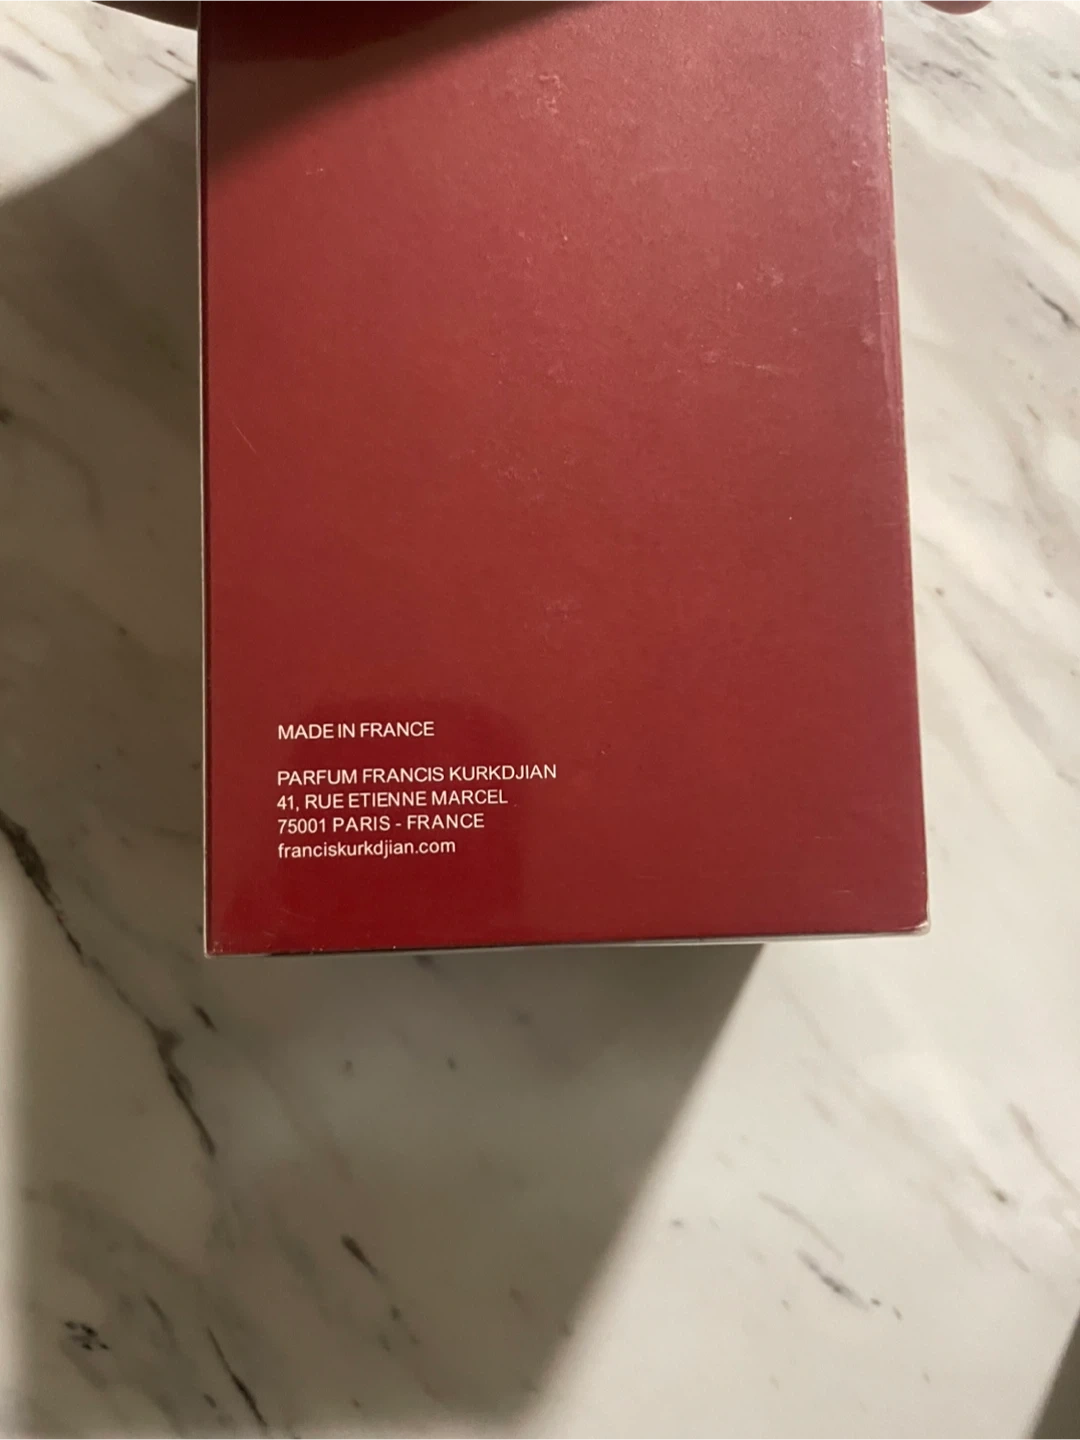 MADE IN FRANCE
PARFUM FRANCIS KURKDJIAN
41, RUE ETIENNE MARCEL
75001 PARIS - FRANCE
franciskurkdjian.com